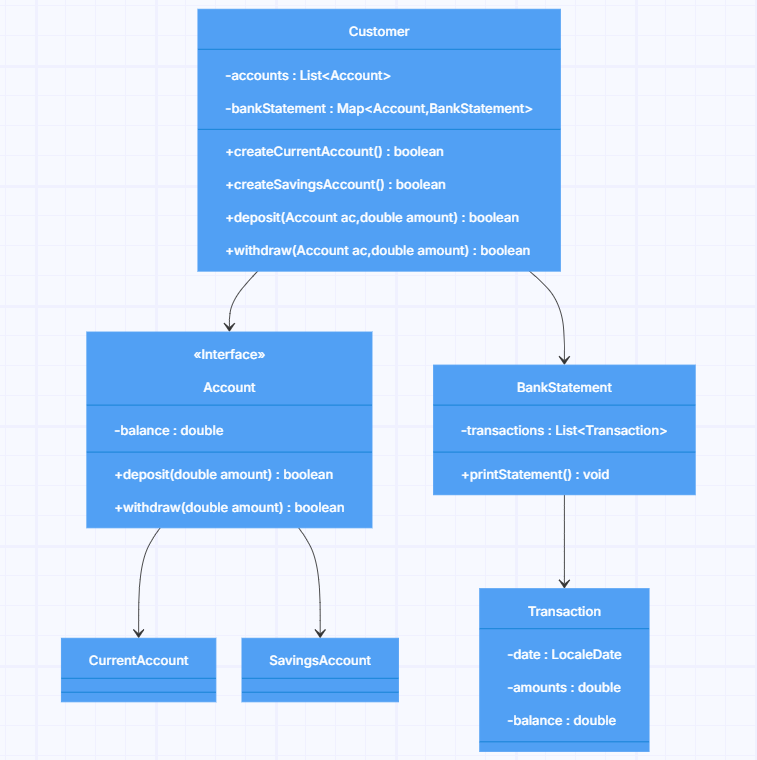 Customer
-accounts : List<Account>
-bankStatement : Map<Account,BankStatement>
+createCurrentAccount() : boolean
+createSavingsAccount() : boolean
+deposit(Account ac,double amount) : boolean
+withdraw(Account ac,double amount) : boolean
«Interface»
Account
-balance : double
+deposit(double amount) : boolean
+withdraw(double amount) : boolean
BankStatement
-transactions : List<Transaction>
+printStatement() : void
CurrentAccount
SavingsAccount
Transaction
-date : LocaleDate
-amounts : double
-balance : double